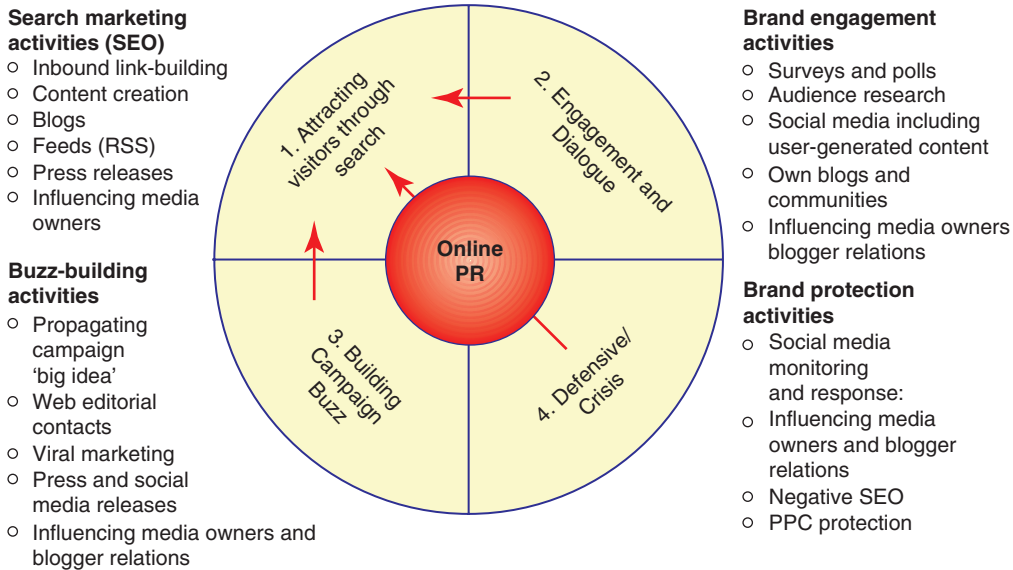 Search marketing
activities (SEO)
Inbound link-building
Content creation
Blogs
Feeds (RSS)
Press releases
Influencing media
owners
Buzz-building
activities
Propagating
campaign
‘big idea’
Web editorial
contacts
Viral marketing
Press and social
media releases
Influencing media owners and
blogger relations
1. Attracting
visitors through
search
2. Engagement and
Dialogue
Online
PR
3. Building
Campaign
Buzz
4. Defensive/
Crisis
Brand engagement
activities
Surveys and polls
Audience research
Social media including
user-generated content
Own blogs and
communities
Influencing media owners
blogger relations
Brand protection
activities
Social media
monitoring
and response:
Influencing media
owners and blogger
relations
Negative SEO
PPC protection